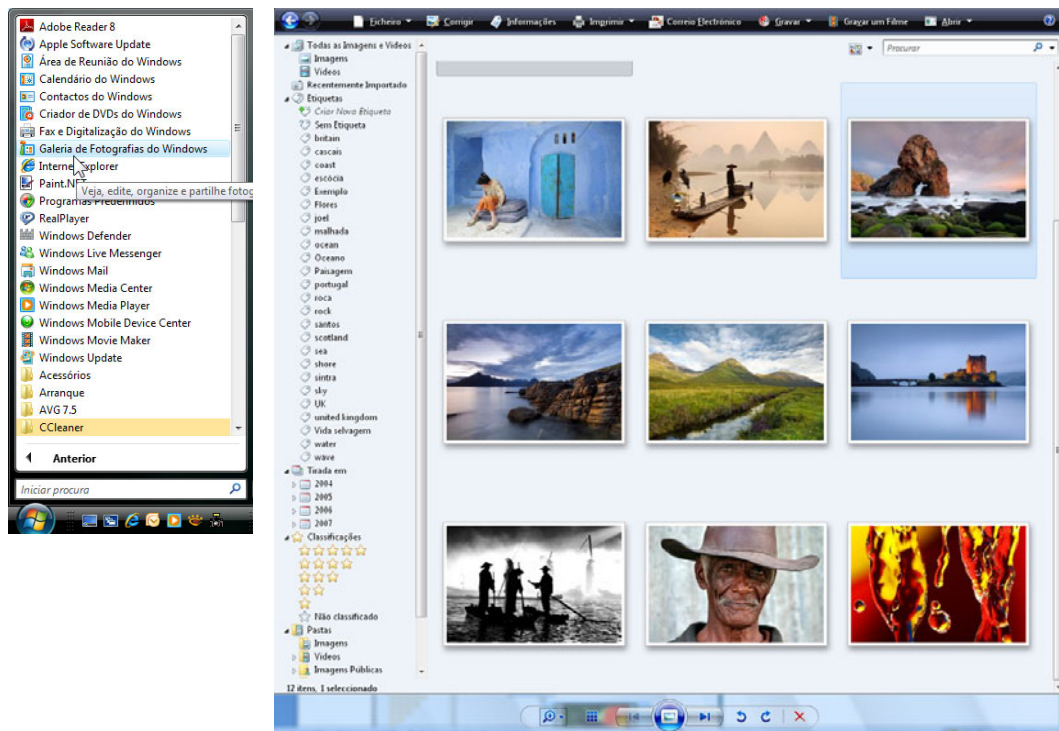 Adobe Reader 8
Apple Software Update
Área de Reunião do Windows
Calendário do Windows
Contactos do Windows
Criador de DVDs do Windows
Fax e Digitalização do Windows
Galeria de Fotografias do Windows
Internet Explorer
Paint.NET
Veja, edite, organize e partilhe fotog
Programas Predefinidos
RealPlayer
Windows Defender
Windows Live Messenger
Windows Mail
Windows Media Center
Windows Media Player
Windows Mobile Device Center
Windows Movie Maker
Windows Update
Acessórios
Arranque
AVG 7.5
CCleaner
Anterior
Iniciar procura
Ficheiro Corrigir Informações Imprimir Correio Electrónico Gravar Gravar um Filme Abrir
Procurar
Todas as Imagens e Vídeos
Imagens
Vídeos
Recentemente Importado
Etiquetas
Criar Nova Etiqueta
Sem Etiqueta
britain
cascais
coast
escócia
Exemplo
Flores
joel
malhada
ocean
Oceano
Paisagem
portugal
roca
rock
santos
scotland
sea
shore
sintra
sky
UK
united kingdom
Vida selvagem
water
wave
Tirada em
2004
2005
2006
2007
Classificações
Não classificado
Pastas
Imagens
Vídeos
Imagens Públicas
12 itens, 1 seleccionado